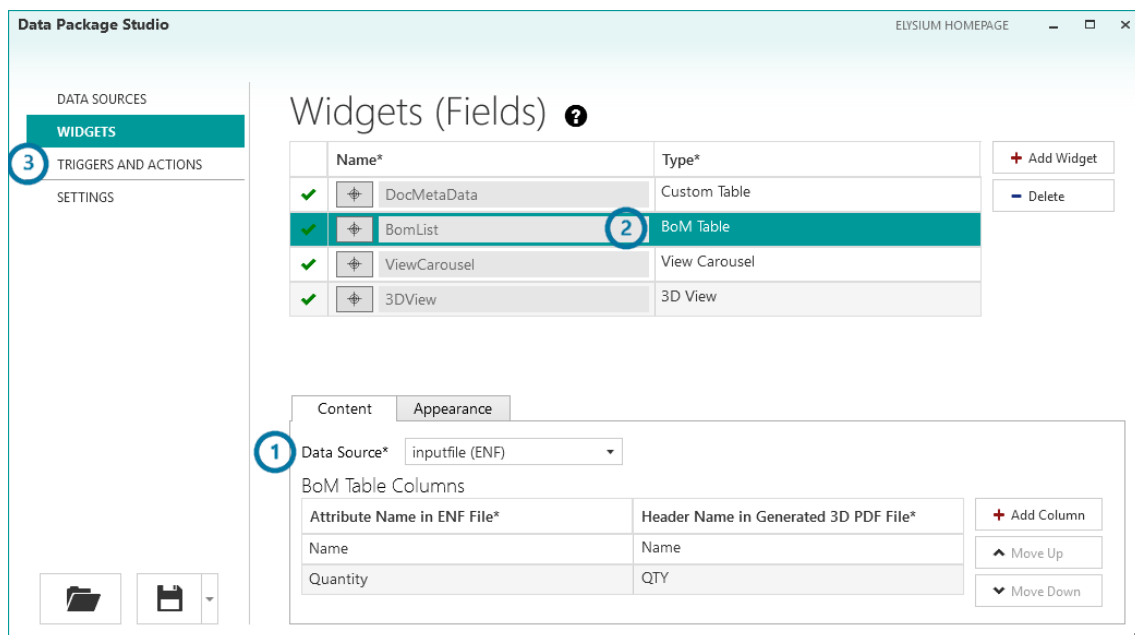 Data Package Studio
ELYSIUM HOMEPAGE
DATA SOURCES
WIDGETS
3 TRIGGERS AND ACTIONS
SETTINGS
Widgets (Fields) ?
Name* Type*
DocMetaData Custom Table
BomList 2 BoM Table
ViewCarousel View Carousel
3DView 3D View
+ Add Widget
- Delete
Content Appearance
1 Data Source* inputfile (ENF)
BoM Table Columns
Attribute Name in ENF File* Header Name in Generated 3D PDF File*
Name Name
Quantity QTY
+ Add Column
Move Up
Move Down